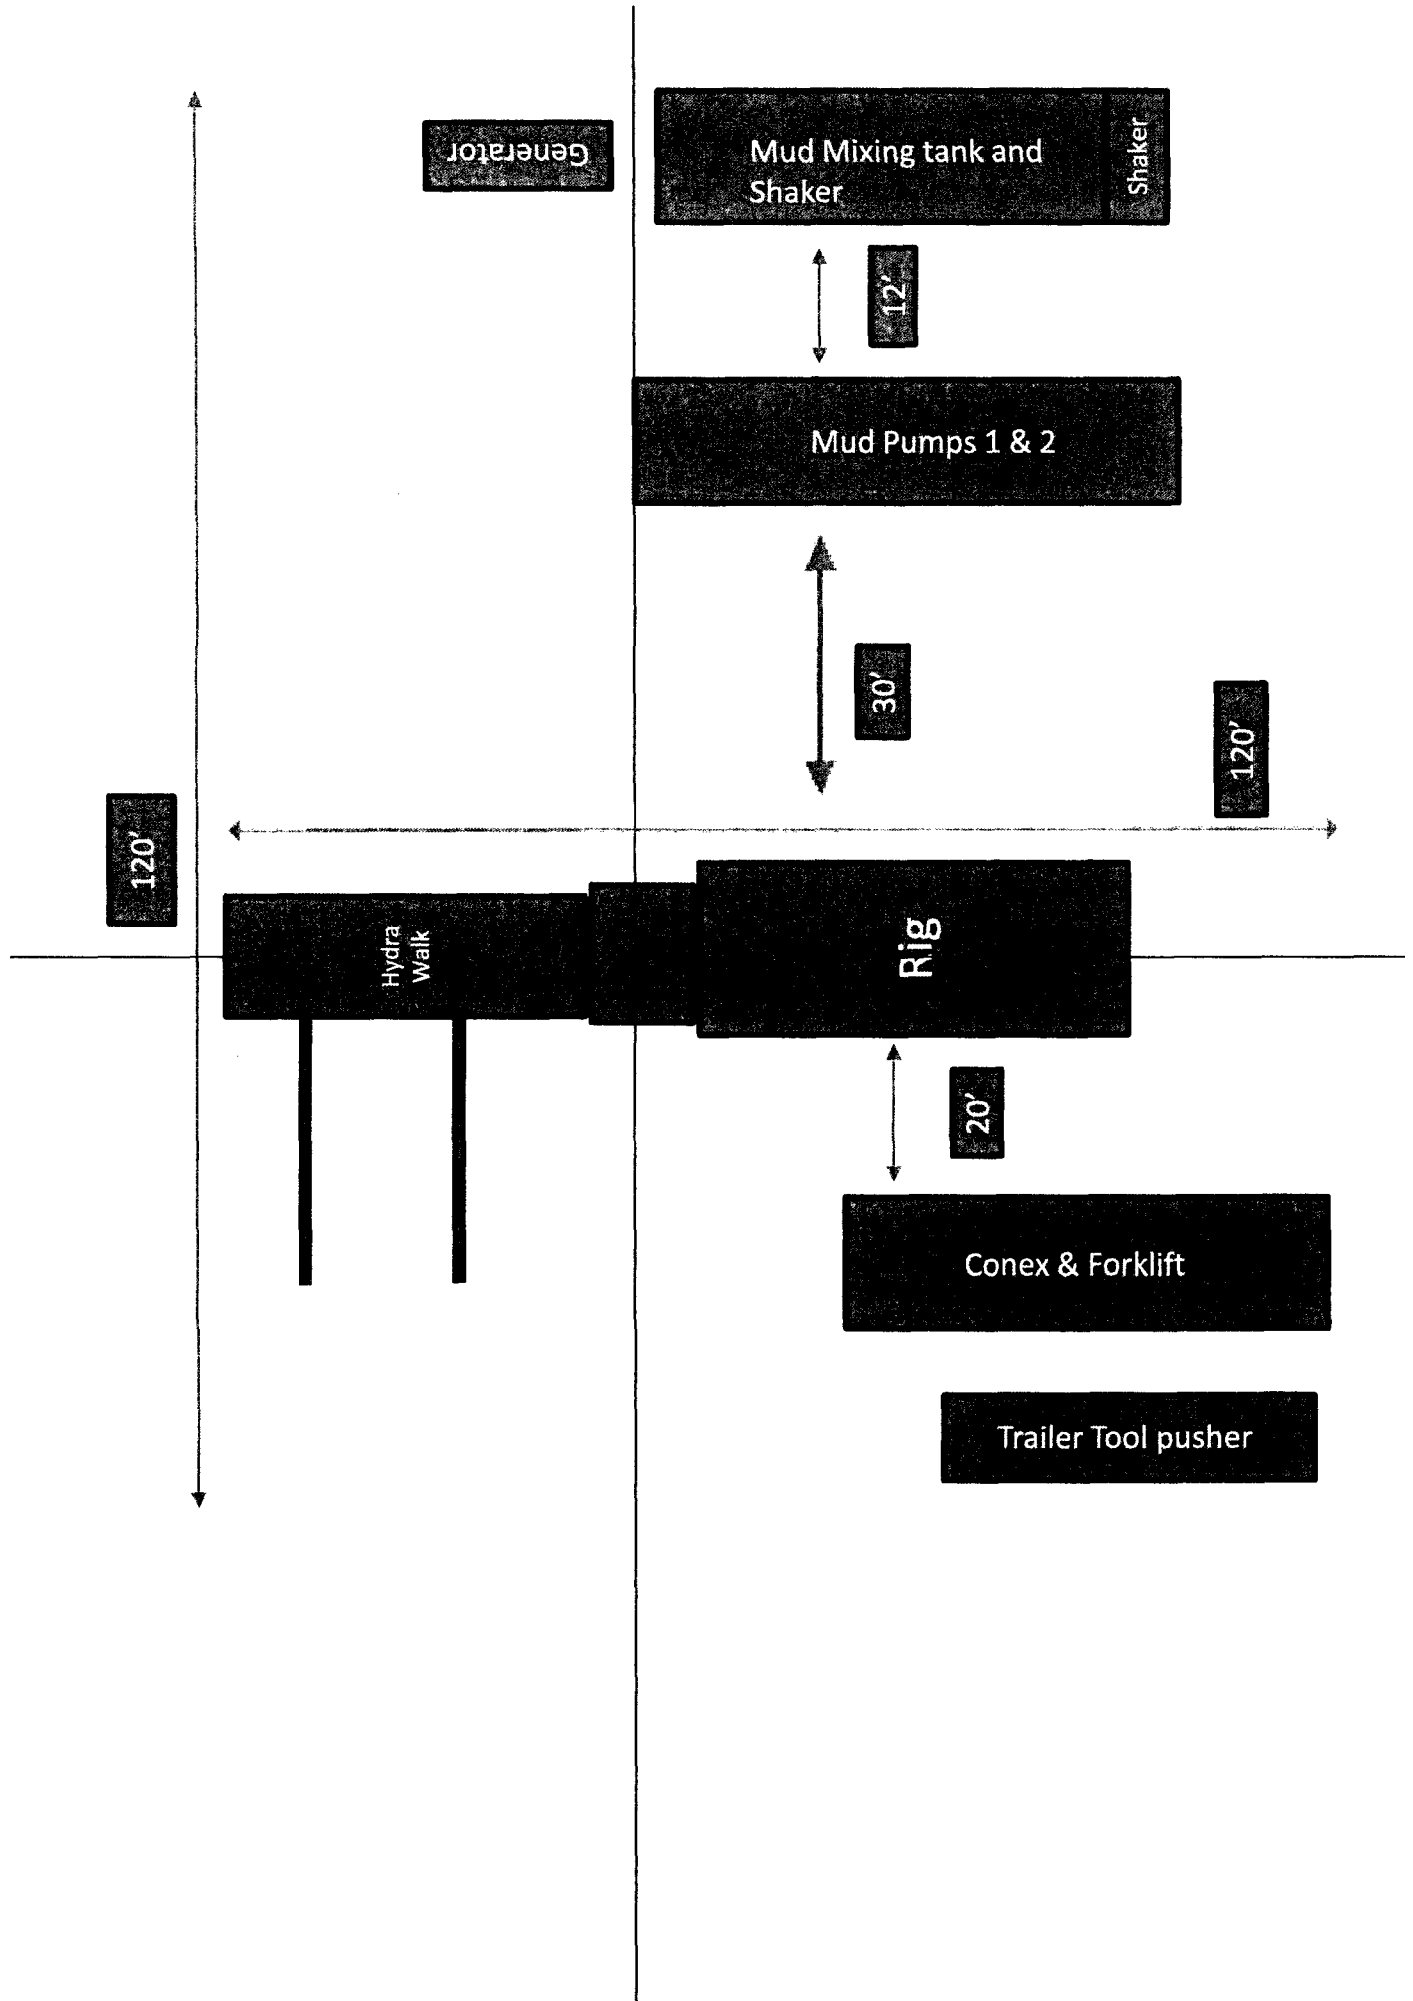 Generator
Mud Mixing tank and
Shaker
Shaker
12'
Mud Pumps 1 & 2
30'
120'
120'
Hydra
Walk
Rig
20'
Conex & Forklift
Trailer Tool pusher